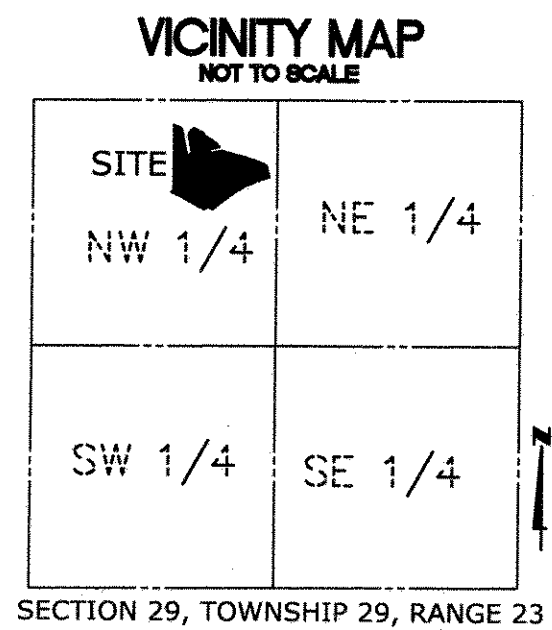 VICINITY MAP
NOT TO SCALE
SITE
NW 1/4
NE 1/4
SW 1/4
SE 1/4
N
SECTION 29, TOWNSHIP 29, RANGE 23